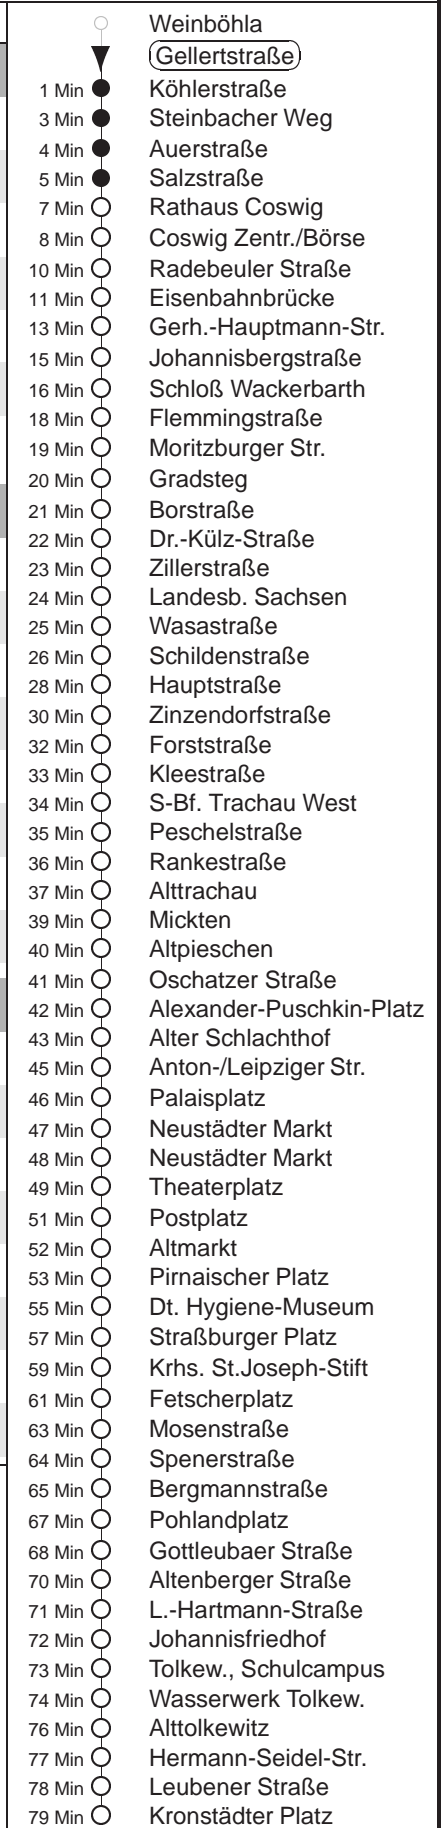 Weinböhla
Gellertstraße
1 Min Köhlerstraße
3 Min Steinbacher Weg
4 Min Auerstraße
5 Min Salzstraße
7 Min Rathaus Coswig
8 Min Coswig Zentr./Börse
10 Min Radebeuler Straße
11 Min Eisenbahnbrücke
13 Min Gerh.-Hauptmann-Str.
15 Min Johannisbergstraße
16 Min Schloß Wackerbarth
18 Min Flemmingstraße
19 Min Moritzburger Str.
20 Min Gradsteg
21 Min Borstraße
22 Min Dr.-Külz-Straße
23 Min Zillerstraße
24 Min Landesb. Sachsen
25 Min Wasastraße
26 Min Schildenstraße
28 Min Hauptstraße
30 Min Zinzendorfstraße
32 Min Forststraße
33 Min Kleestraße
34 Min S-Bf. Trachau West
35 Min Peschelstraße
36 Min Rankestraße
37 Min Alttrachau
39 Min Mickten
40 Min Altpieschen
41 Min Oschatzer Straße
42 Min Alexander-Puschkin-Platz
43 Min Alter Schlachthof
45 Min Anton-/Leipziger Str.
46 Min Palaisplatz
47 Min Neustädter Markt
48 Min Neustädter Markt
49 Min Theaterplatz
51 Min Postplatz
52 Min Altmarkt
53 Min Pirnaischer Platz
55 Min Dt. Hygiene-Museum
57 Min Straßburger Platz
59 Min Krhs. St.Joseph-Stift
61 Min Fetscherplatz
63 Min Mosenstraße
64 Min Spenerstraße
65 Min Bergmannstraße
67 Min Pohlandplatz
68 Min Gottleubaer Straße
70 Min Altenberger Straße
71 Min L.-Hartmann-Straße
72 Min Johannisfriedhof
73 Min Tolkew., Schulcampus
74 Min Wasserwerk Tolkew.
76 Min Alttolkewitz
77 Min Hermann-Seidel-Str.
78 Min Leubener Straße
79 Min Kronstädter Platz